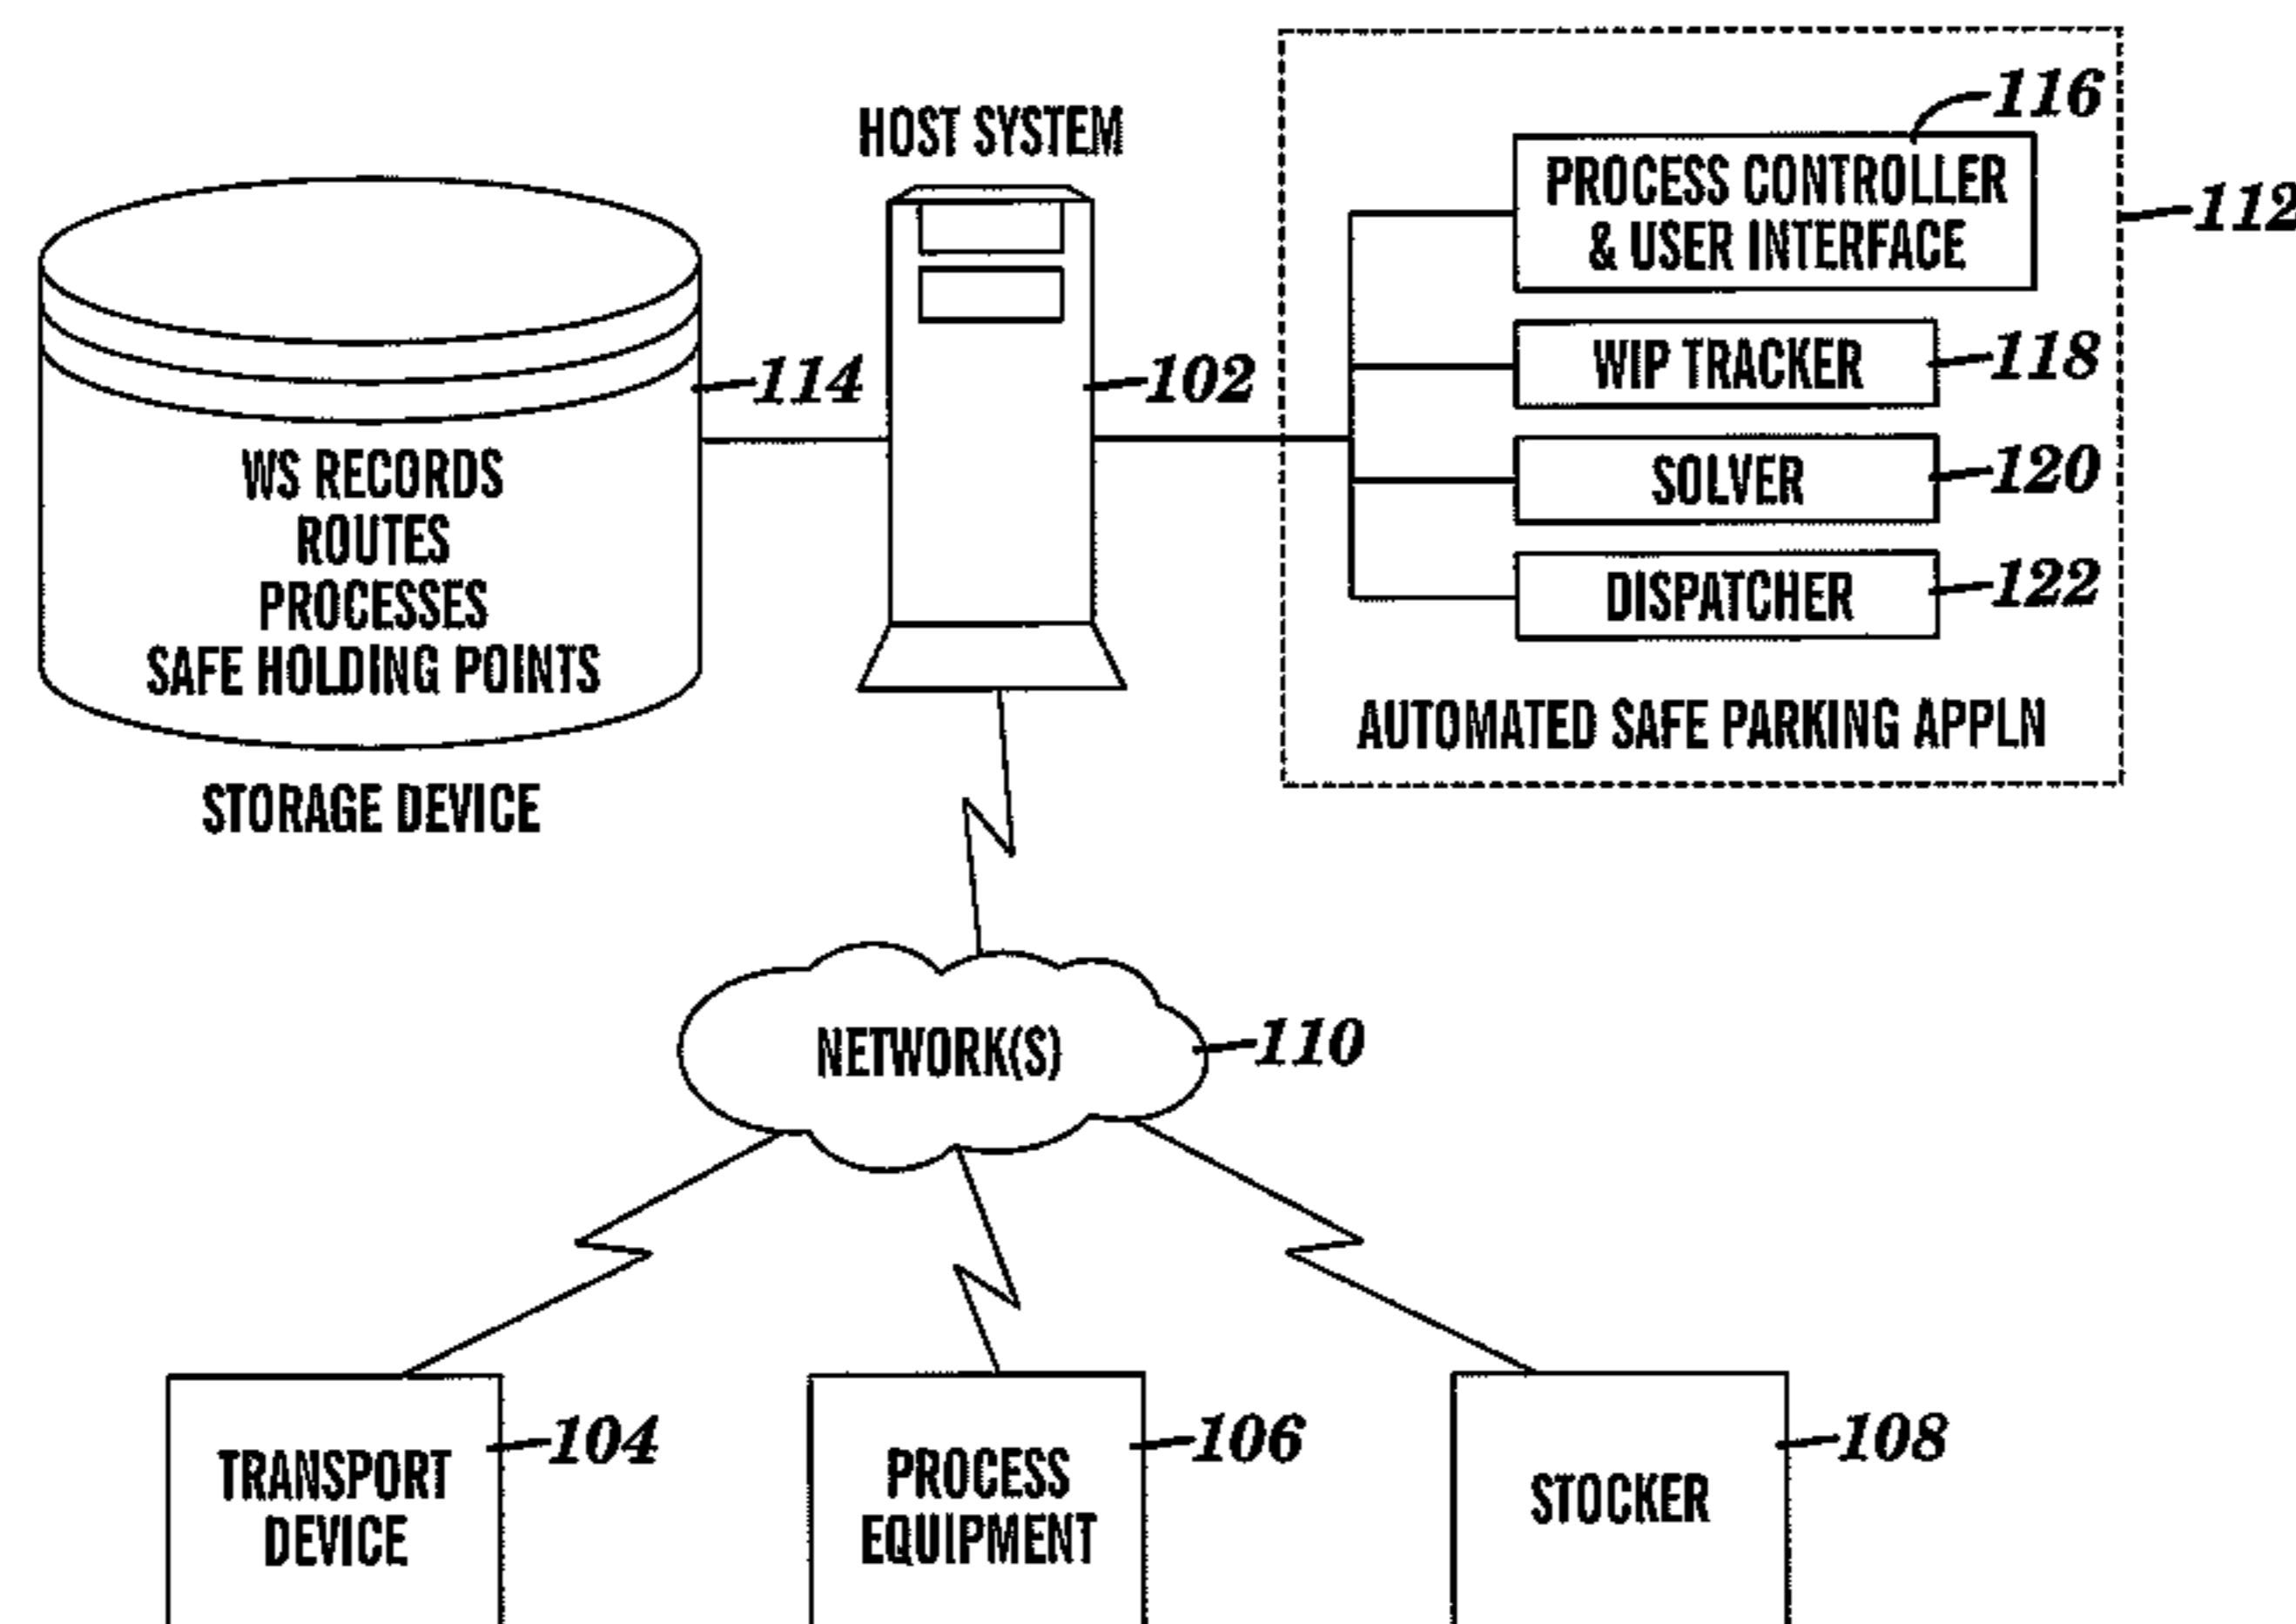 HOST SYSTEM
116
PROCESS CONTROLLER
& USER INTERFACE
112
WIP TRACKER
118
114
102
WS RECORDS
ROUTES
PROCESSES
SAFE HOLDING POINTS
SOLVER
120
DISPATCHER
122
AUTOMATED SAFE PARKING APPLN
STORAGE DEVICE
NETWORK(S)
110
TRANSPORT
DEVICE
104
PROCESS
EQUIPMENT
106
STOCKER
108